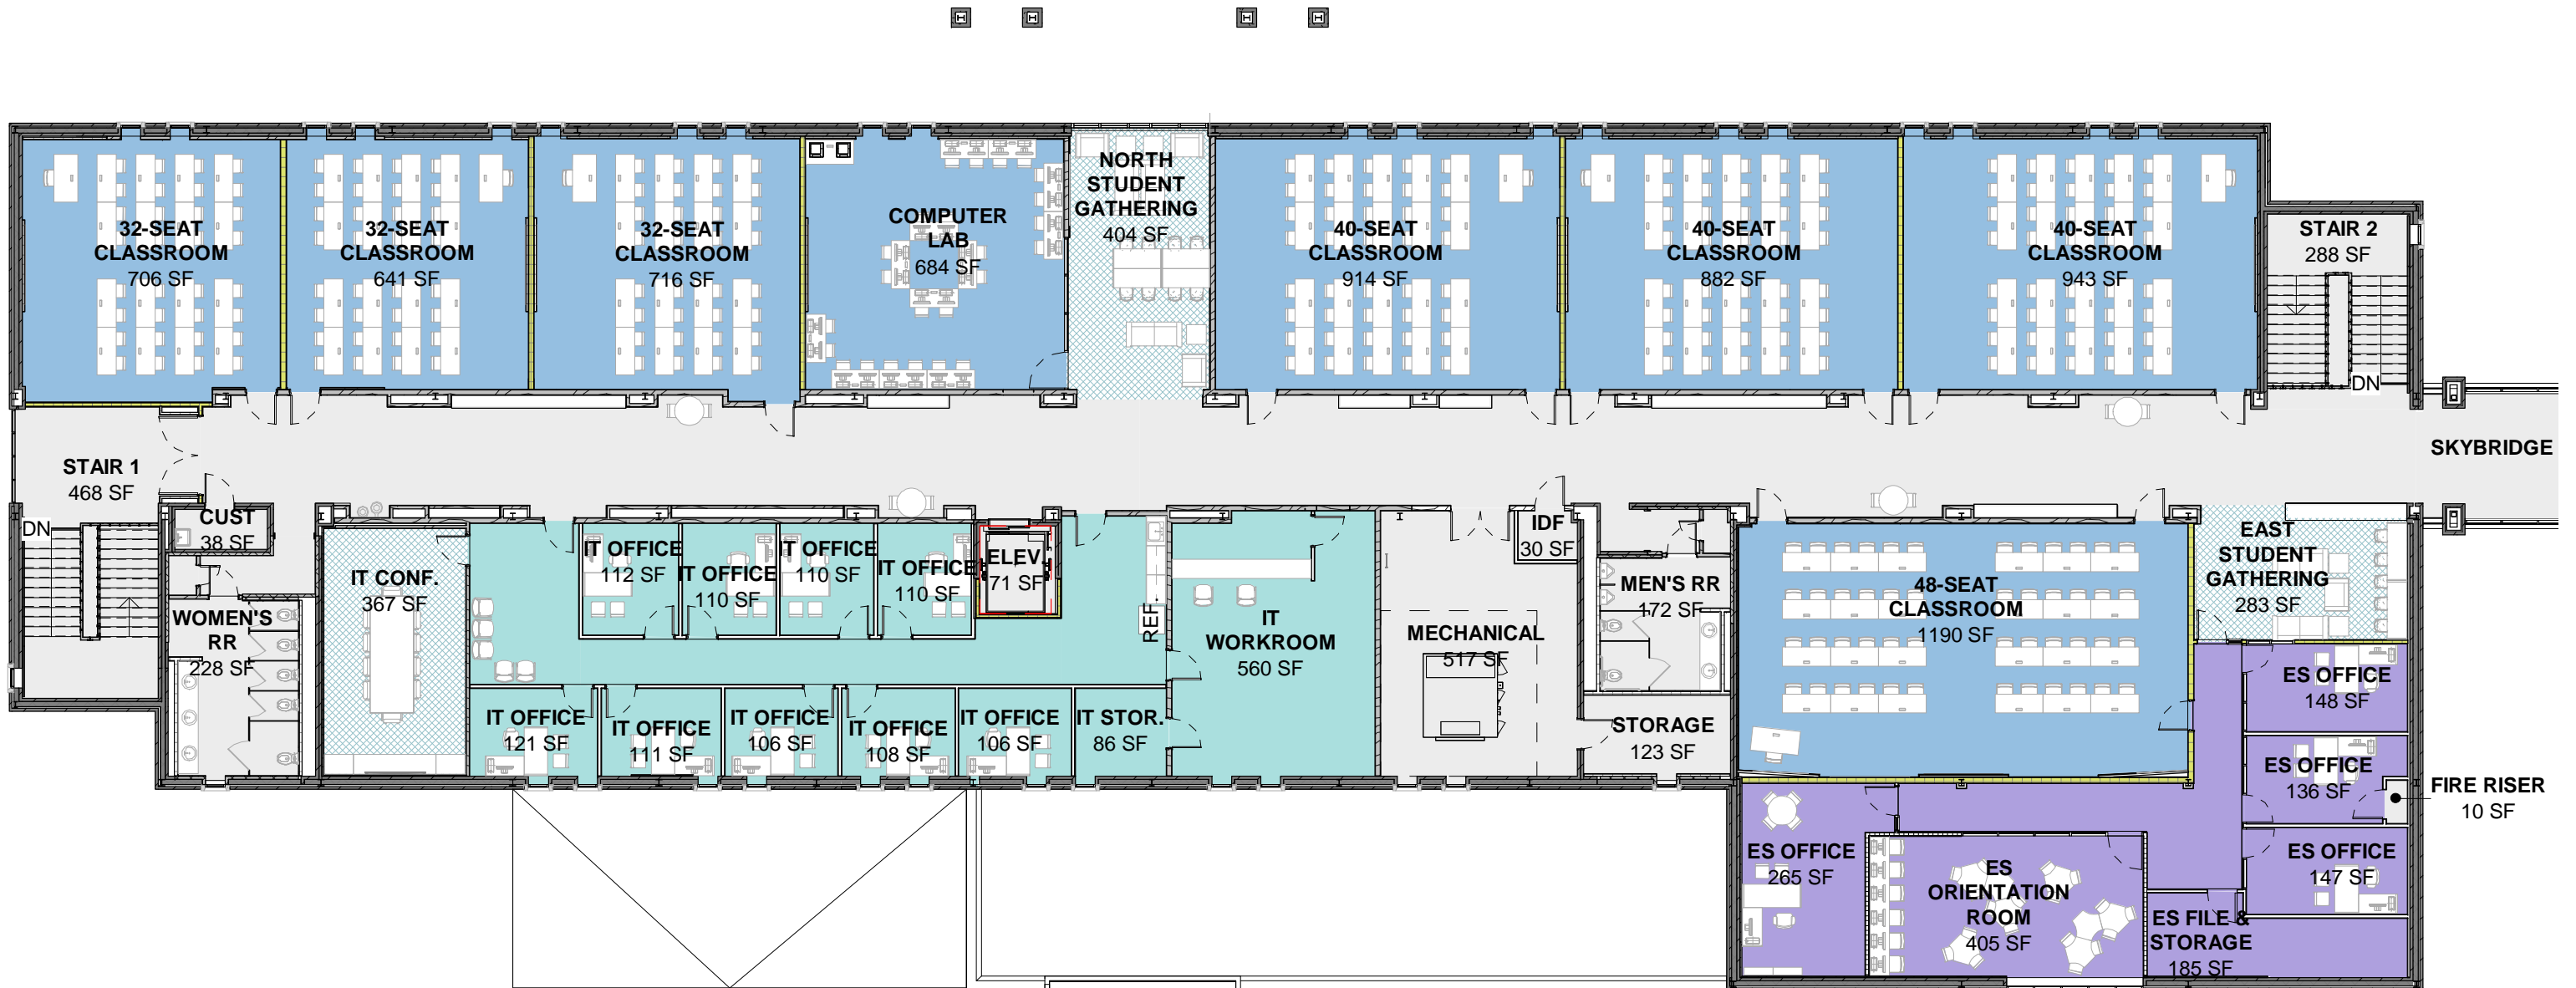 32-SEAT
CLASSROOM
706 SF
32-SEAT
CLASSROOM
641 SF
32-SEAT
CLASSROOM
716 SF
COMPUTER
LAB
684 SF
NORTH
STUDENT
GATHERING
404 SF
40-SEAT
CLASSROOM
914 SF
40-SEAT
CLASSROOM
882 SF
40-SEAT
CLASSROOM
943 SF
STAIR 2
288 SF
DN
SKYBRIDGE
STAIR 1
468 SF
DN
CUST
38 SF
WOMEN'S
RR
228 SF
IT CONF.
367 SF
IT OFFICE
112 SF
IT OFFICE
110 SF
IT OFFICE
110 SF
IT OFFICE
110 SF
ELEV.
71 SF
REF.
IT
WORKROOM
560 SF
MECHANICAL
517 SF
IDF
30 SF
MEN'S RR
172 SF
STORAGE
123 SF
48-SEAT
CLASSROOM
1190 SF
EAST
STUDENT
GATHERING
283 SF
IT OFFICE
121 SF
IT OFFICE
111 SF
IT OFFICE
106 SF
IT OFFICE
108 SF
IT OFFICE
106 SF
IT STOR.
86 SF
ES OFFICE
148 SF
ES OFFICE
136 SF
FIRE RISER
10 SF
ES OFFICE
265 SF
ES
ORIENTATION
ROOM
405 SF
ES OFFICE
147 SF
ES FILE &
STORAGE
185 SF